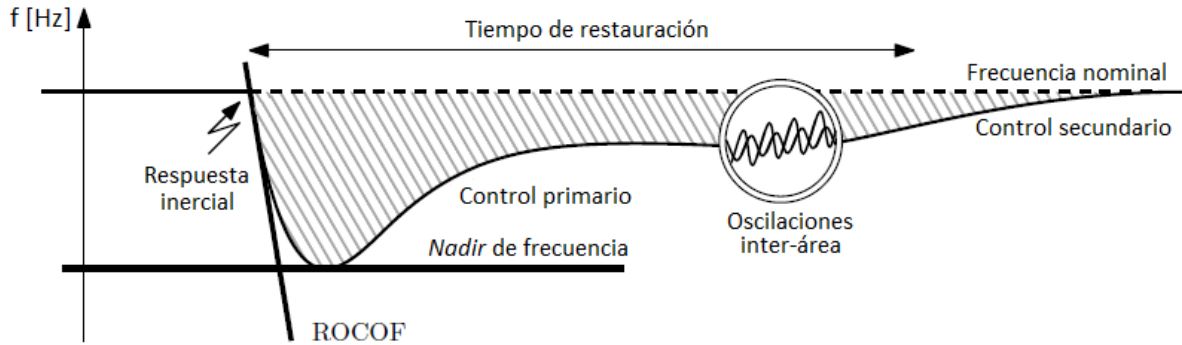 f [Hz]
Tiempo de restauración
Frecuencia nominal
Control secundario
Respuesta
inercial
Control primario
Oscilaciones
inter-área
Nadir de frecuencia
ROCOF